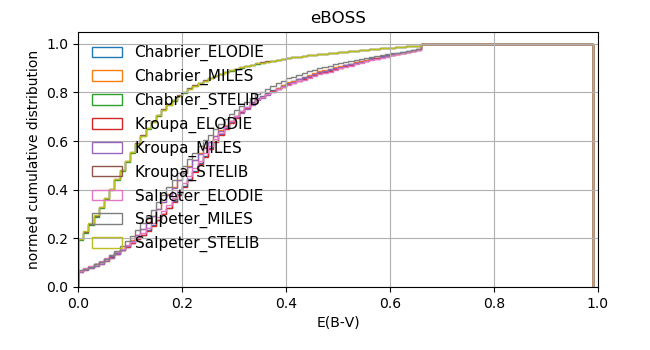 eBOSS
normed cumulative distribution
1.0
0.8
0.6
0.4
0.2
0.0
Chabrier_ELODIE
Chabrier_MILES
Chabrier_STELIB
Kroupa_ELODIE
Kroupa_MILES
Kroupa_STELIB
Salpeter_ELODIE
Salpeter_MILES
Salpeter_STELIB
0.0 0.2 0.4 0.6 0.8 1.0
E(B-V)